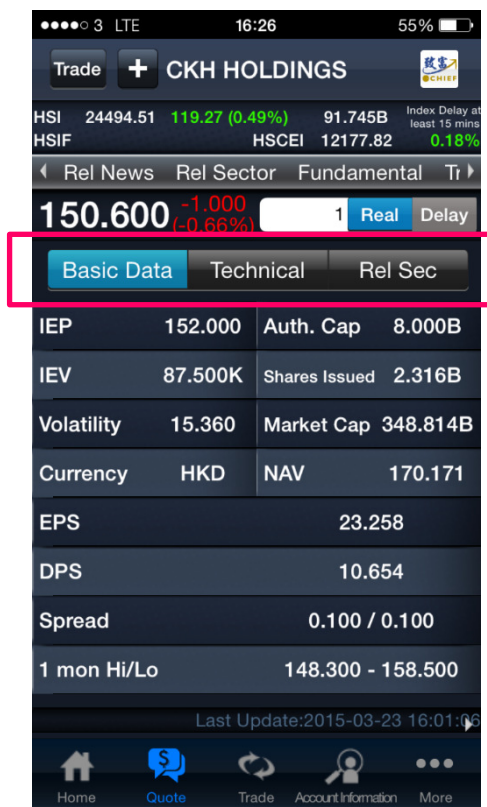 3 LTE 16:26 55%
Trade + CKH HOLDINGS 致富 CHIEF
HSI 24494.51 119.27 (0.49%) 91.745B Index Delay at least 15 mins
HSIF HSCEI 12177.82 0.18%
Rel News Rel Sector Fundamental Tr
150.600 -1.000 (-0.66%) 1 Real Delay
Basic Data Technical Rel Sec
IEP 152.000 Auth. Cap 8.000B
IEV 87.500K Shares Issued 2.316B
Volatility 15.360 Market Cap 348.814B
Currency HKD NAV 170.171
EPS 23.258
DPS 10.654
Spread 0.100 / 0.100
1 mon Hi/Lo 148.300 - 158.500
Last Update:2015-03-23 16:01:06
Home Quote Trade Account Information More